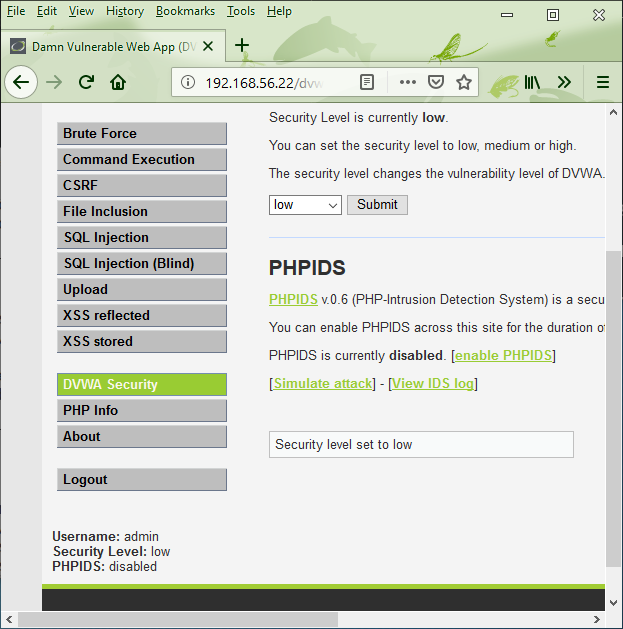 File Edit View History Bookmarks Tools Help
Damn Vulnerable Web App (DV
192.168.56.22/dvw
Brute Force
Command Execution
CSRF
File Inclusion
SQL Injection
SQL Injection (Blind)
Upload
XSS reflected
XSS stored
DVWA Security
PHP Info
About
Logout
Username: admin
Security Level: low
PHPIDS: disabled
Security Level is currently low.
You can set the security level to low, medium or high.
The security level changes the vulnerability level of DVWA.
low Submit
PHPIDS
PHPIDS v.0.6 (PHP-Intrusion Detection System) is a secu
You can enable PHPIDS across this site for the duration of
PHPIDS is currently disabled. [enable PHPIDS]
[Simulate attack] - [View IDS log]
Security level set to low